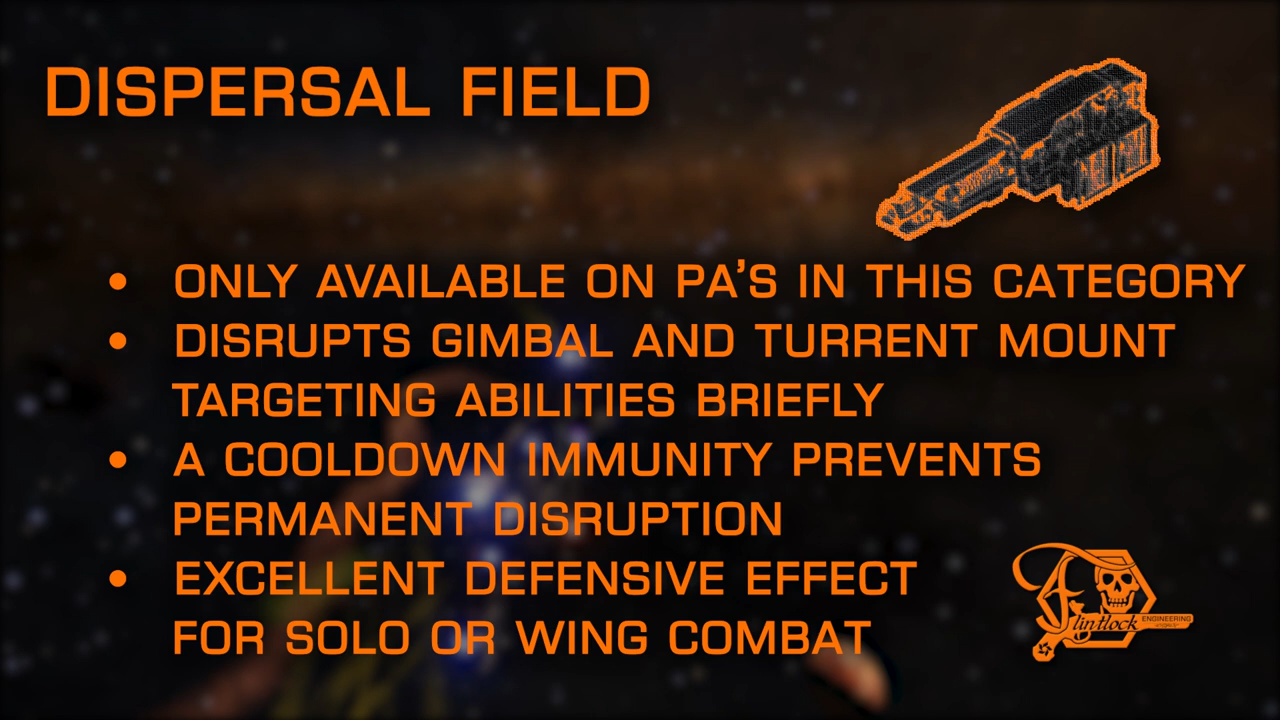 DISPERSAL FIELD
• ONLY AVAILABLE ON PA'S IN THIS CATEGORY
• DISRUPTS GIMBAL AND TURRENT MOUNT
TARGETING ABILITIES BRIEFLY
• A COOLDOWN IMMUNITY PREVENTS
PERMANENT DISRUPTION
• EXCELLENT DEFENSIVE EFFECT
FOR SOLO OR WING COMBAT
Flintlock
ENGINEERING